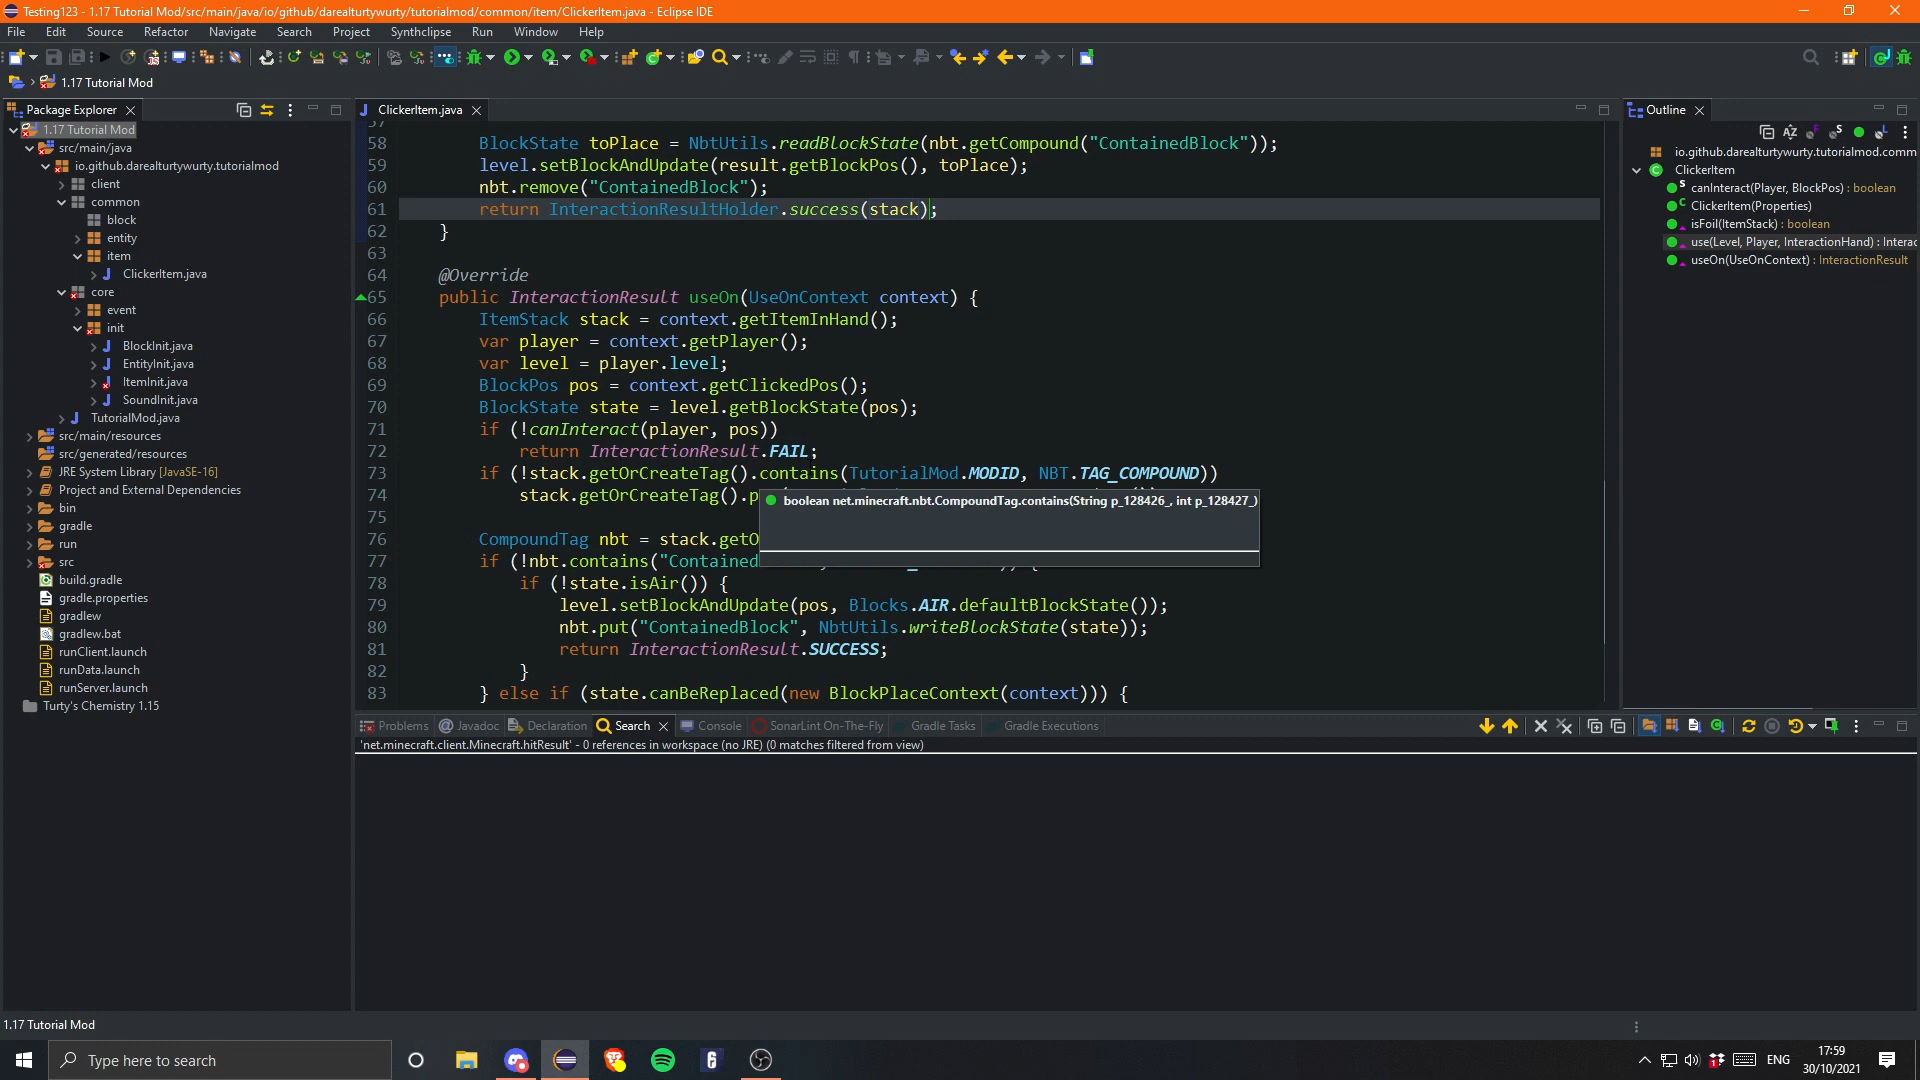 Testing123 - 1.17 Tutorial Mod/src/main/java/io/github/darealturtywurty/tutorialmod/common/item/ClickerItem.java - Eclipse IDE
File Edit Source Refactor Navigate Search Project Synthclipse Run Window Help
1.17 Tutorial Mod
Package Explorer
1.17 Tutorial Mod
src/main/java
io.github.darealturtywurty.tutorialmod
client
common
block
entity
item
ClickerItem.java
core
event
init
BlockInit.java
EntityInit.java
ItemInit.java
SoundInit.java
TutorialMod.java
src/main/resources
src/generated/resources
JRE System Library [JavaSE-16]
Project and External Dependencies
bin
gradle
run
src
build.gradle
gradle.properties
gradlew
gradlew.bat
runClient.launch
runData.launch
runServer.launch
Turty's Chemistry 1.15
ClickerItem.java
58 BlockState toPlace = NbtUtils.readBlockState(nbt.getCompound("ContainedBlock"));
59 level.setBlockAndUpdate(result.getBlockPos(), toPlace);
60 nbt.remove("ContainedBlock");
61 return InteractionResultHolder.success(stack);
62 }
63
64 @Override
65 public InteractionResult useOn(UseOnContext context) {
66 ItemStack stack = context.getItemInHand();
67 var player = context.getPlayer();
68 var level = player.level;
69 BlockPos pos = context.getClickedPos();
70 BlockState state = level.getBlockState(pos);
71 if (!canInteract(player, pos))
72 return InteractionResult.FAIL;
73 if (!stack.getOrCreateTag().contains(TutorialMod.MODID, NBT.TAG_COMPOUND))
74 stack.getOrCreateTag().p
boolean net.minecraft.nbt.CompoundTag.contains(String p_128426_, int p_128427_)
75
76 CompoundTag nbt = stack.getO
77 if (!nbt.contains("Contained
78 if (!state.isAir()) {
79 level.setBlockAndUpdate(pos, Blocks.AIR.defaultBlockState());
80 nbt.put("ContainedBlock", NbtUtils.writeBlockState(state));
81 return InteractionResult.SUCCESS;
82 }
83 } else if (state.canBeReplaced(new BlockPlaceContext(context))) {
Outline
io.github.darealturtywurty.tutorialmod.comm
ClickerItem
canInteract(Player, BlockPos) : boolean
ClickerItem(Properties)
isFoil(ItemStack) : boolean
use(Level, Player, InteractionHand) : Interac
useOn(UseOnContext) : InteractionResult
Problems Javadoc Declaration Search Console SonarLint On-The-Fly Gradle Tasks Gradle Executions
'net.minecraft.client.Minecraft.hitResult' - 0 references in workspace (no JRE) (0 matches filtered from view)
1.17 Tutorial Mod
Type here to search
ENG
17:59
30/10/2021